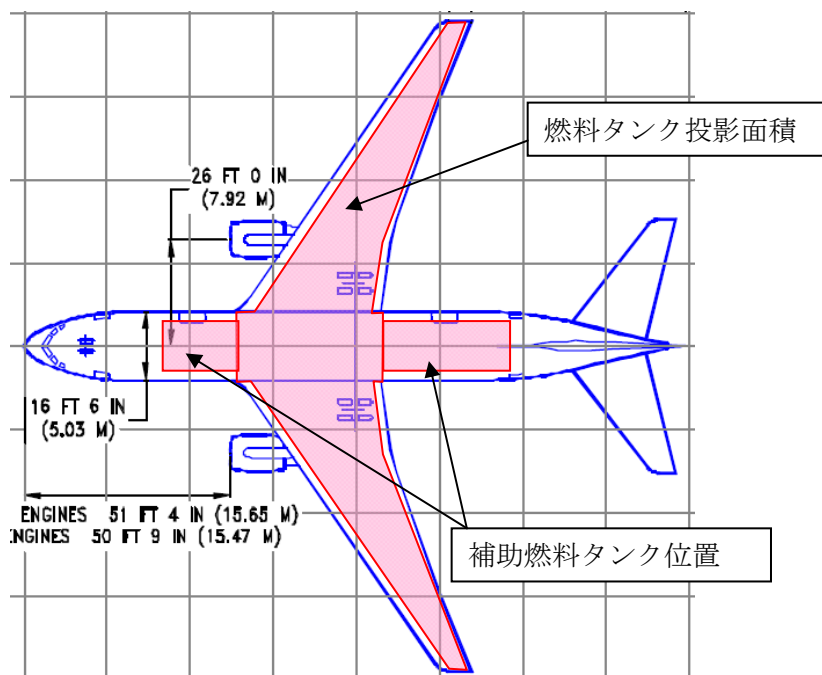 燃料タンク投影面積
26 FT 0 IN
(7.92 M)
16 FT 6 IN
(5.03 M)
ENGINES 51 FT 4 IN (15.65 M)
NGINES 50 FT 9 IN (15.47 M)
補助燃料タンク位置